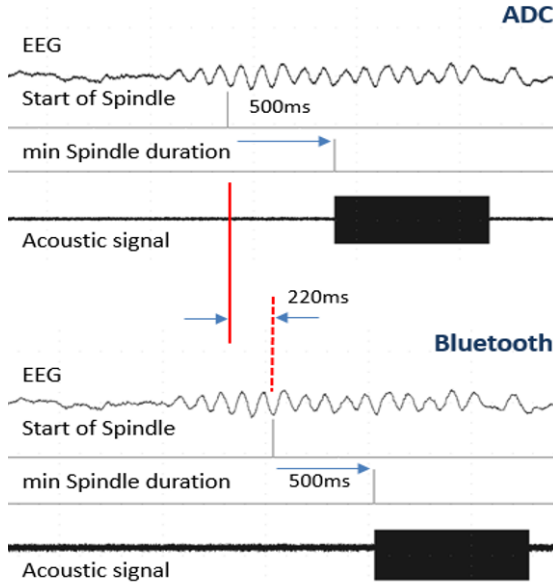 ADC
EEG
Start of Spindle
500ms
min Spindle duration
Acoustic signal
220ms
Bluetooth
EEG
Start of Spindle
min Spindle duration
500ms
Acoustic signal